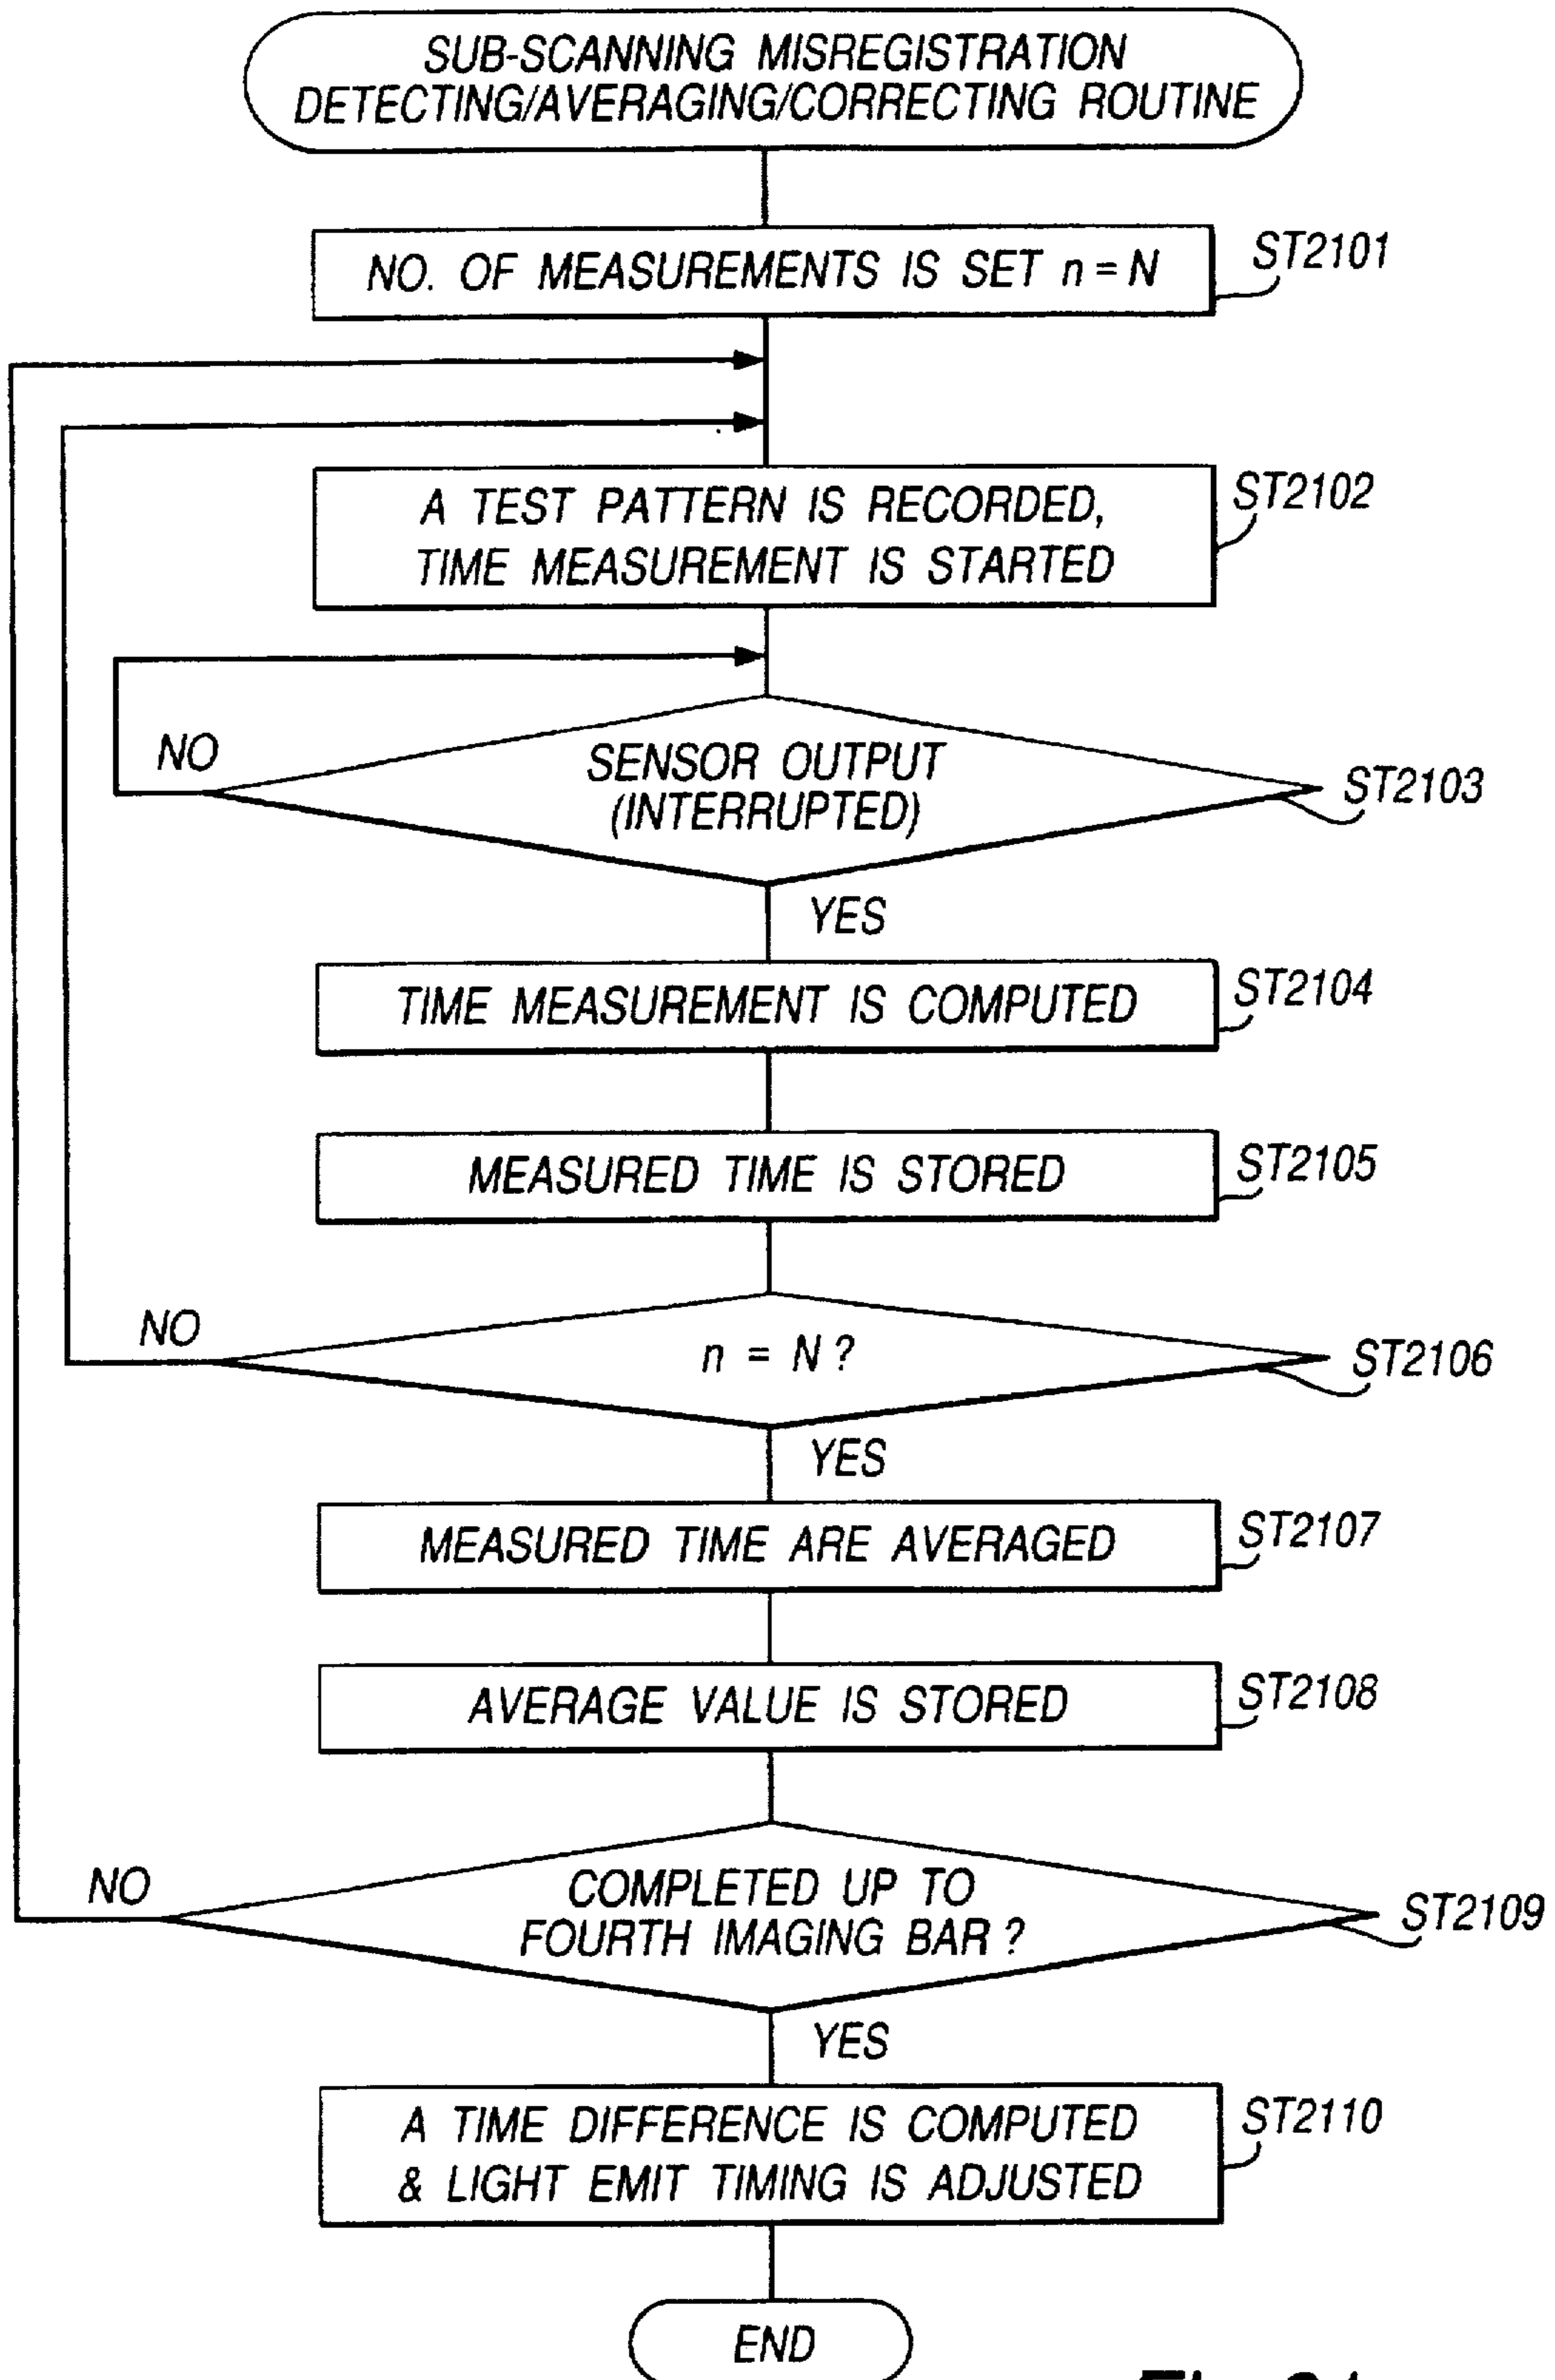 SUB-SCANNING MISREGISTRATION
DETECTING/AVERAGING/CORRECTING ROUTINE
NO. OF MEASUREMENTS IS SET n = N
ST2101
A TEST PATTERN IS RECORDED,
TIME MEASUREMENT IS STARTED
ST2102
NO
SENSOR OUTPUT
(INTERRUPTED)
ST2103
YES
TIME MEASUREMENT IS COMPUTED
ST2104
MEASURED TIME IS STORED
ST2105
NO
n = N ?
ST2106
YES
MEASURED TIME ARE AVERAGED
ST2107
AVERAGE VALUE IS STORED
ST2108
NO
COMPLETED UP TO
FOURTH IMAGING BAR ?
ST2109
YES
A TIME DIFFERENCE IS COMPUTED
& LIGHT EMIT TIMING IS ADJUSTED
ST2110
END